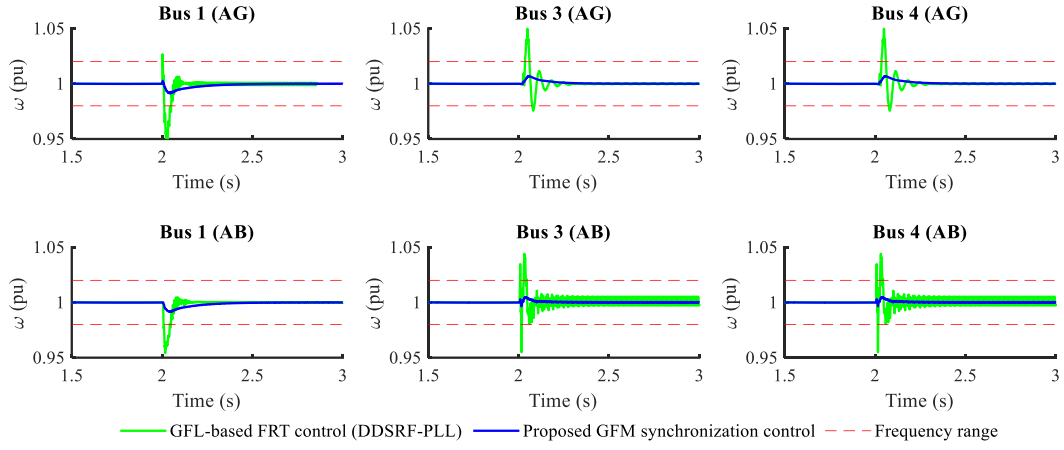 Bus 1 (AG)
1.05
1
0.95
ω (pu)
1.5 2 2.5 3
Time (s)
Bus 3 (AG)
1.05
1
0.95
ω (pu)
1.5 2 2.5 3
Time (s)
Bus 4 (AG)
1.05
1
0.95
ω (pu)
1.5 2 2.5 3
Time (s)
Bus 1 (AB)
1.05
1
0.95
ω (pu)
1.5 2 2.5 3
Time (s)
Bus 3 (AB)
1.05
1
0.95
ω (pu)
1.5 2 2.5 3
Time (s)
Bus 4 (AB)
1.05
1
0.95
ω (pu)
1.5 2 2.5 3
Time (s)
GFL-based FRT control (DDSRF-PLL) Proposed GFM synchronization control Frequency range